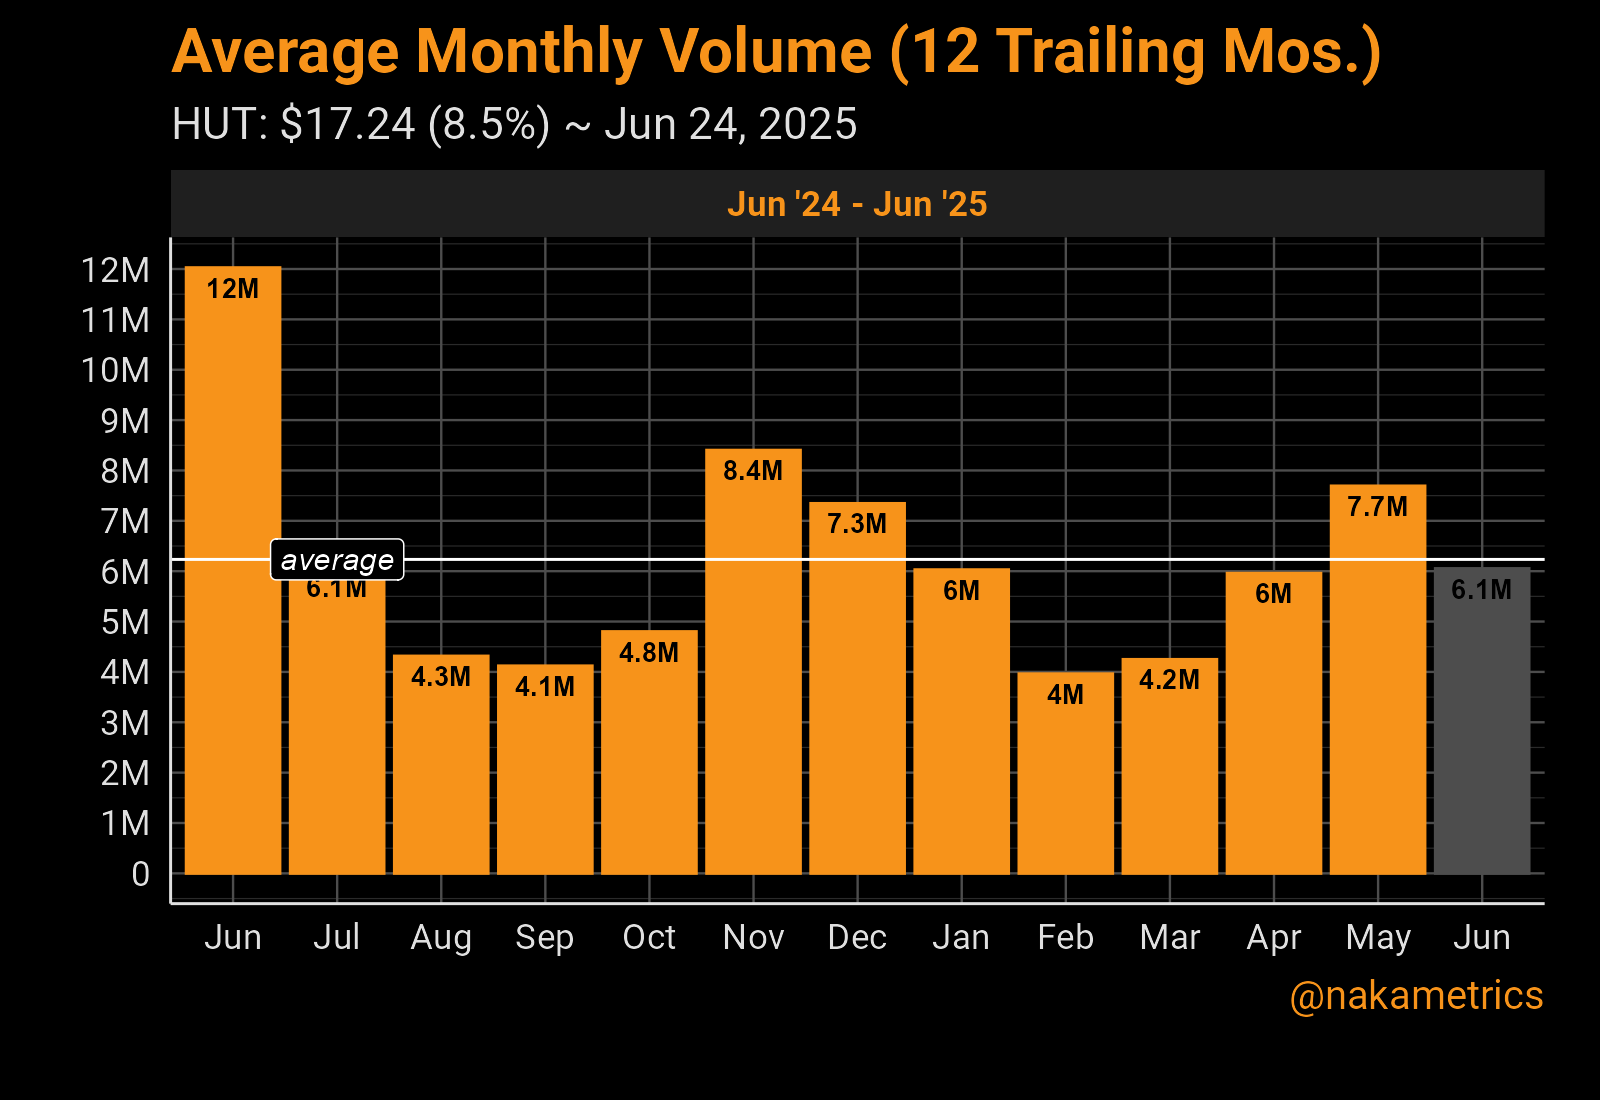 Average Monthly Volume (12 Trailing Mos.)
HUT: $17.24 (8.5%) ~ Jun 24, 2025
Jun '24 - Jun '25
12M
11M
10M
9M
8M
7M
6M
5M
4M
3M
2M
1M
0
12M
average
6.1M
4.3M
4.1M
4.8M
8.4M
7.3M
6M
4M
4.2M
6M
7.7M
6.1M
Jun Jul Aug Sep Oct Nov Dec Jan Feb Mar Apr May Jun
@nakametrics